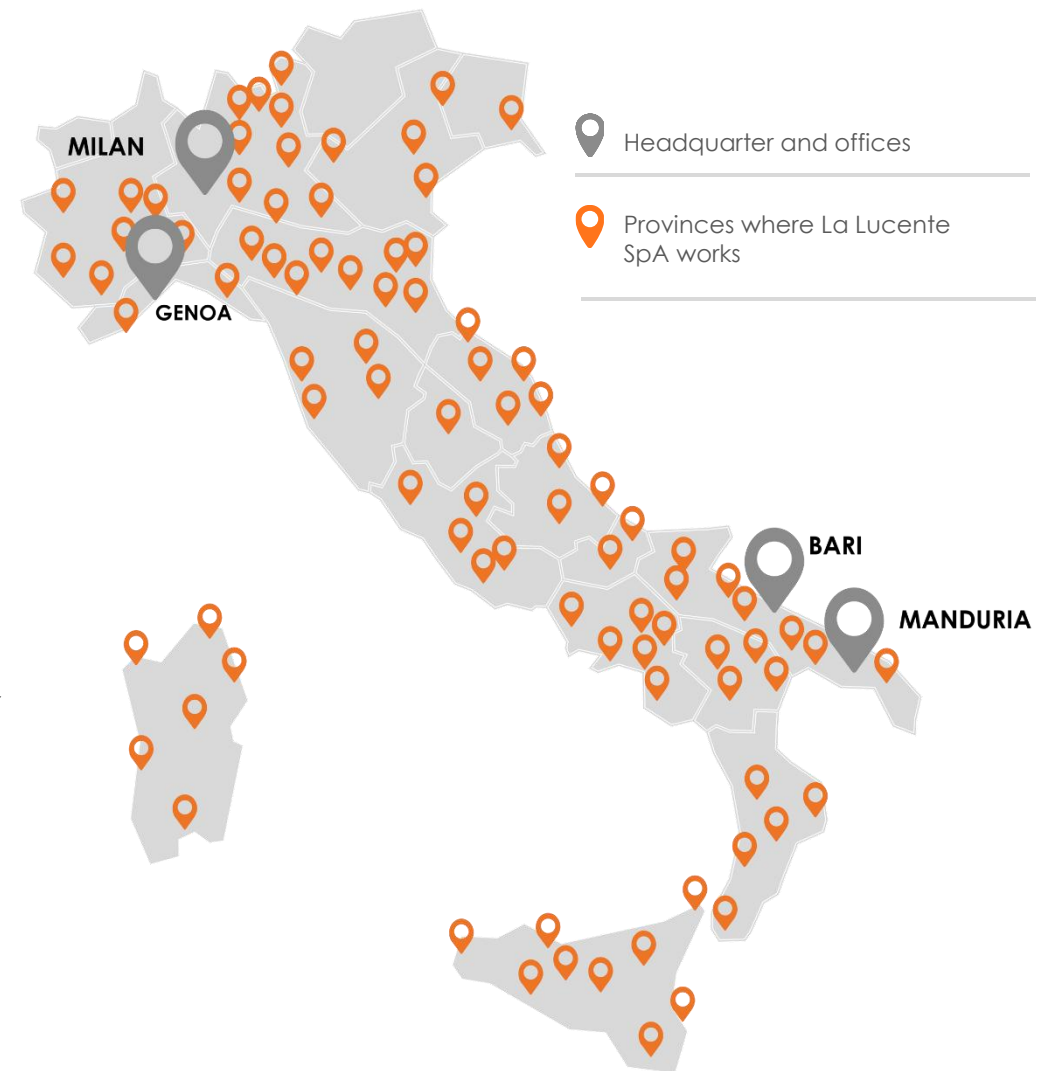 MILAN
Headquarter and offices
Provinces where La Lucente
SpA works
GENOA
BARI
MANDURIA